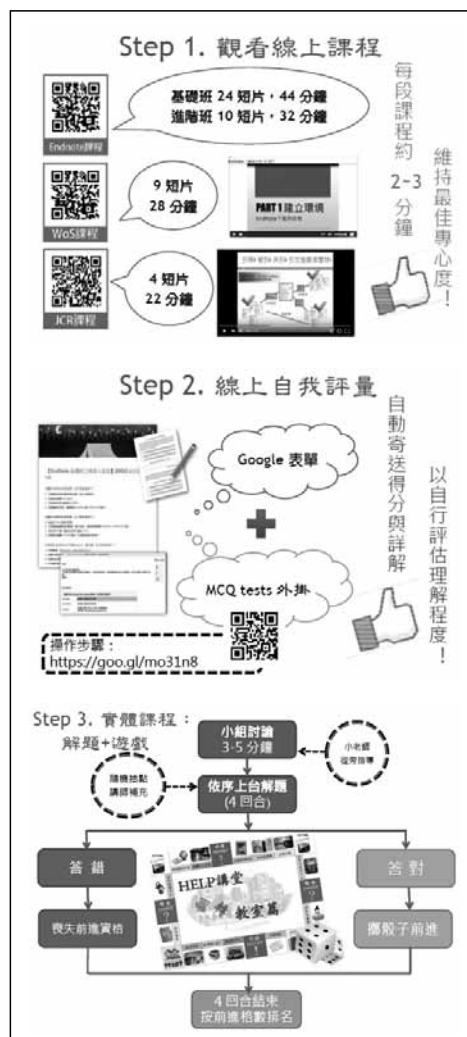 Step 1. 觀看線上課程
Endnote課程
基礎班 24 短片，44 分鐘
進階班 10 短片，32 分鐘
WoS課程
9 短片
28 分鐘
PART 1 建立環境
JCR課程
4 短片
22 分鐘
每段課程約 2-3 分鐘
維持最佳專心度！
Step 2. 線上自我評量
Google 表單
MCQ tests 外掛
自動寄送得分與詳解
以自行評估理解程度！
操作步驟：
https://goo.gl/mo31n8
Step 3. 實體課程：
解題+遊戲
小組討論
3-5 分鐘
小老師
從旁指導
隨機抽點
講師補充
依序上台解題
(4 回合)
答錯
答對
HELP講堂
教室篇
START
喪失前進資格
擲骰子前進
4 回合結束
按前進格數排名